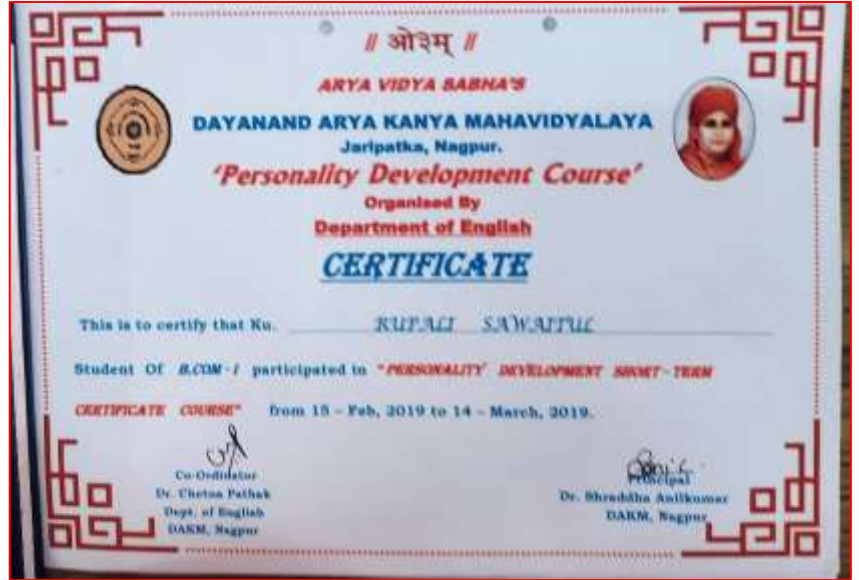 ॥ ओ३म् ॥
ARYA VIDYA SABHA'S
DAYANAND ARYA KANYA MAHAVIDYALAYA
Jaripatka, Nagpur.
'Personality Development Course'
Organised By
Department of English
CERTIFICATE
This is to certify that Ku. RUPALI
Student Of B.COM-I participated in "PERSONALITY DEVELOPMENT SHORT-TERM
CERTIFICATE COURSE" from 15 - Feb, 2019 to 14 - March, 2019.
Co-Ordinator
Dr. Chetna Pathak
Dept. of English
DAKM, Nagpur
Principal
Dr. Shraddha Anilkumar
DAKM, Nagpur